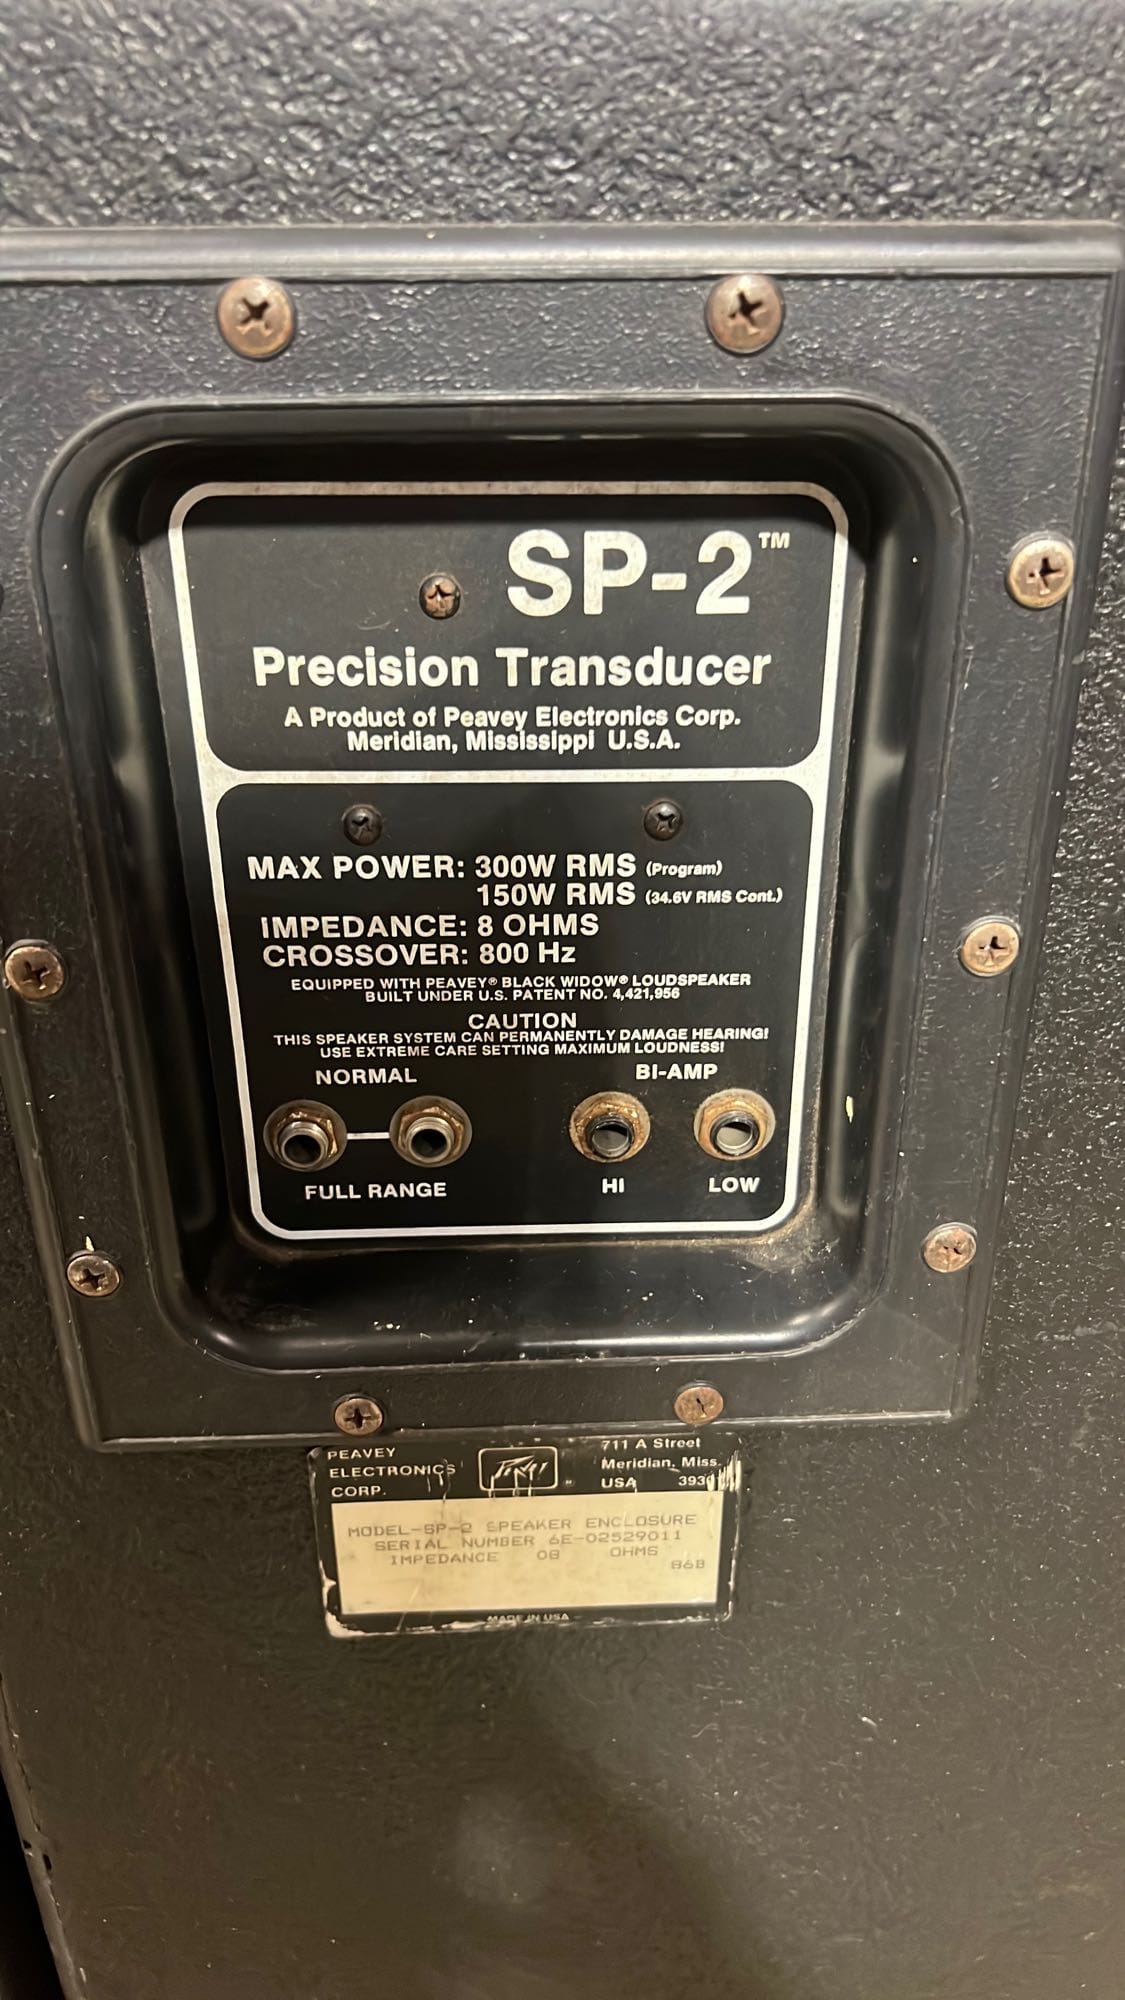 SP-2™
Precision Transducer
A Product of Peavey Electronics Corp.
Meridian, Mississippi U.S.A.
MAX POWER: 300W RMS (Program)
150W RMS (34.6V RMS Cont.)
IMPEDANCE: 8 OHMS
CROSSOVER: 800 Hz
EQUIPPED WITH PEAVEY® BLACK WIDOW® LOUDSPEAKER
BUILT UNDER U.S. PATENT NO. 4,421,956
CAUTION
THIS SPEAKER SYSTEM CAN PERMANENTLY DAMAGE HEARING!
USE EXTREME CARE SETTING MAXIMUM LOUDNESS!
NORMAL BI-AMP
FULL RANGE HI LOW
PEAVEY
ELECTRONICS
CORP.
Peavey
711 A Street
Meridian, Miss.
USA
MODEL-SP-2 SPEAKER ENCLOSURE
SERIAL NUMBER 6E-02529011
IMPEDANCE 08 OHMS
86B
MADE IN USA